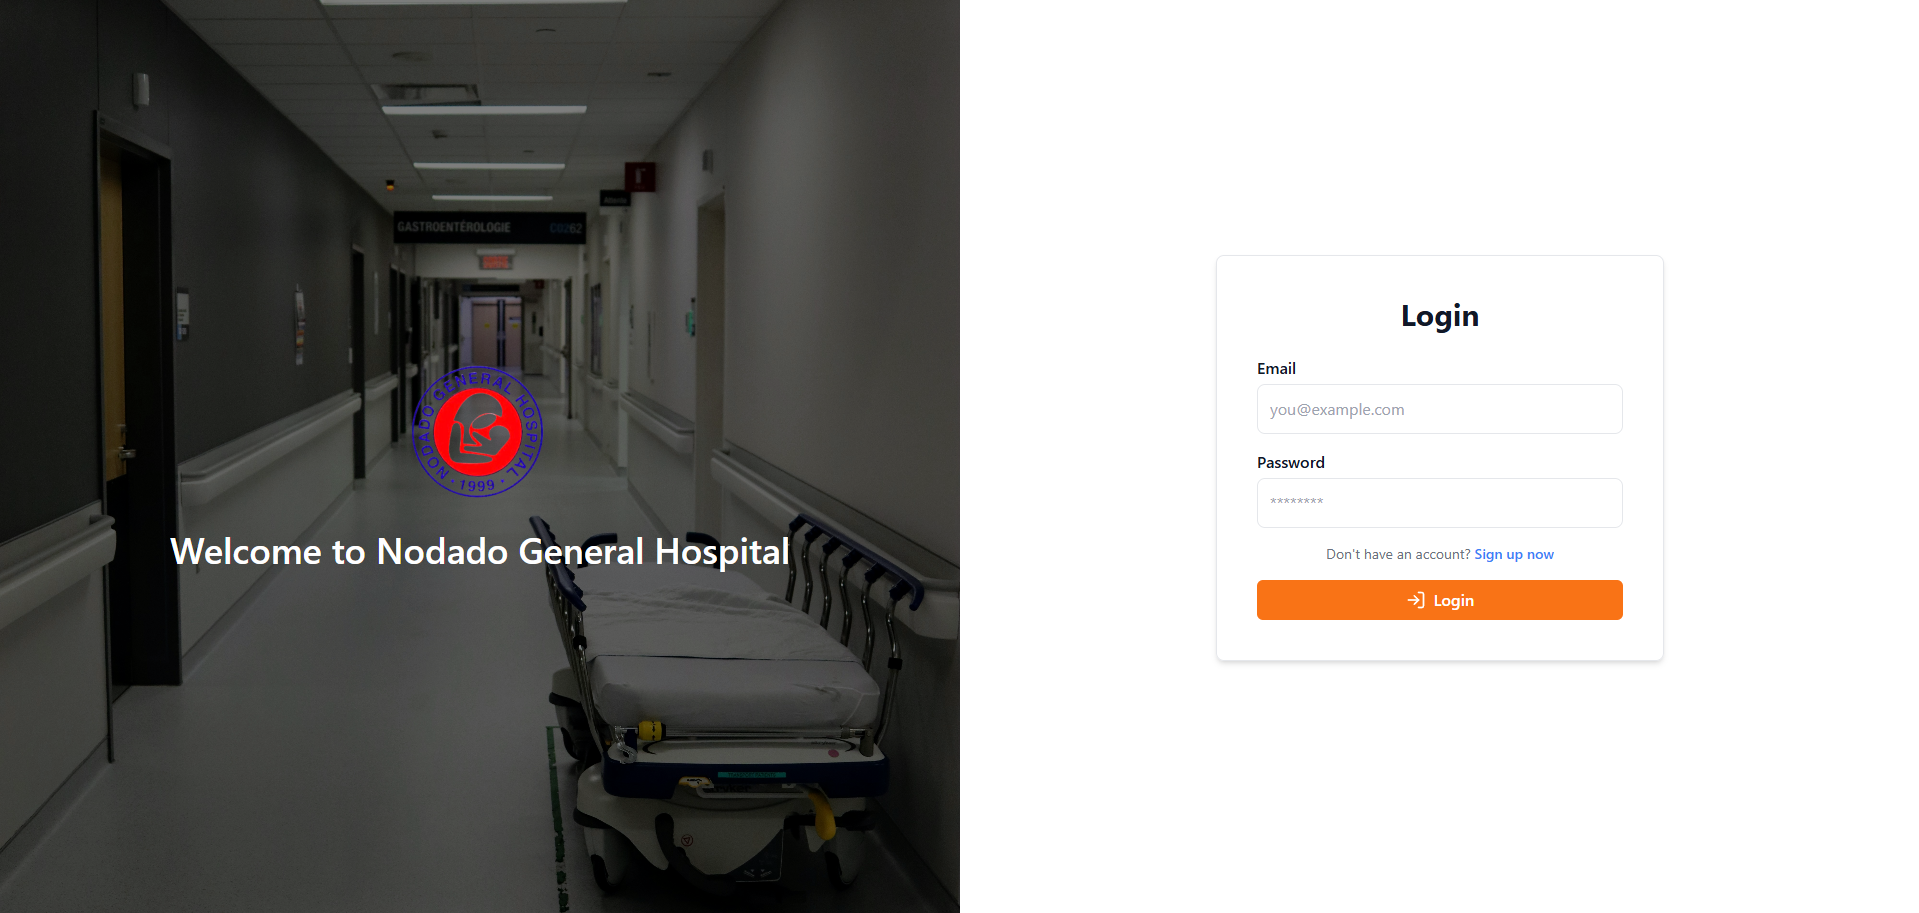 GASTROENTÉROLOGIE C0262
NODADO GENERAL HOSPITAL
· 1999 ·
Welcome to Nodado General Hospital
Login
Email
you@example.com
Password
********
Don't have an account? Sign up now
Login